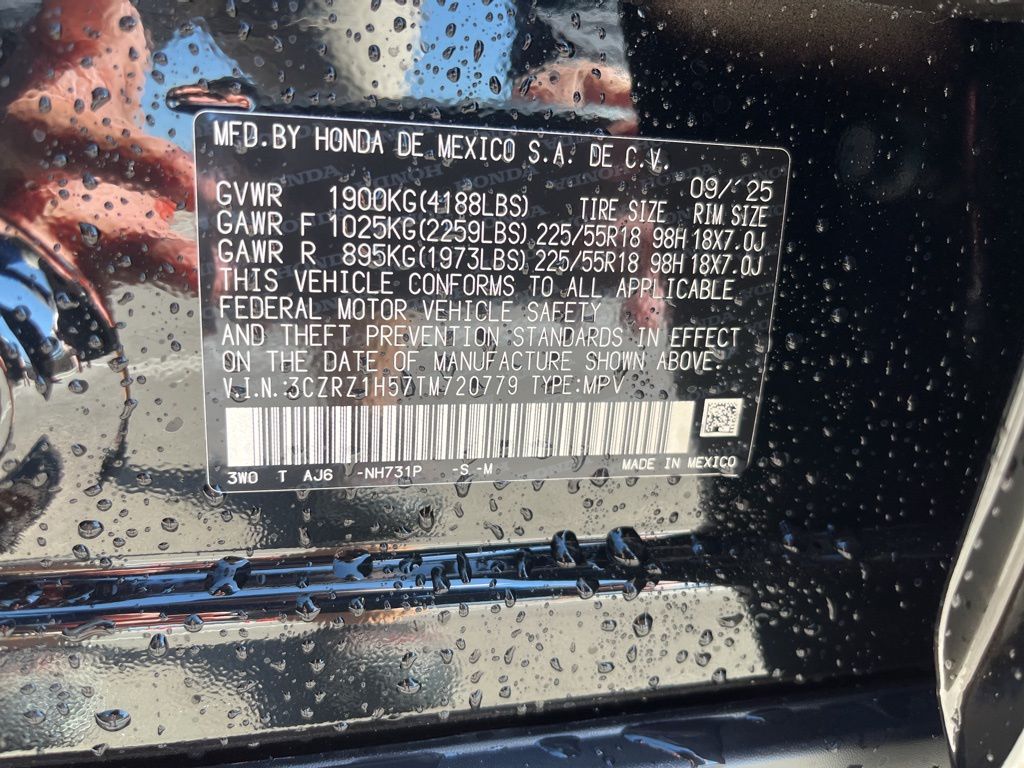 MFD.BY HONDA DE MEXICO S.A. DE C.V.
09/'25
GVWR 1900KG(4188LBS) TIRE SIZE RIM SIZE
GAWR F 1025KG(2259LBS) 225/55R18 98H 18X7.0J
GAWR R 895KG(1973LBS) 225/55R18 98H 18X7.0J
THIS VEHICLE CONFORMS TO ALL APPLICABLE
FEDERAL MOTOR VEHICLE SAFETY
AND THEFT PREVENTION STANDARDS IN EFFECT
ON THE DATE OF MANUFACTURE SHOWN ABOVE.
V.I.N.:3CZRZ1H57TM720779 TYPE:MPV
3W0 T AJ6 -NH731P -S -M MADE IN MEXICO